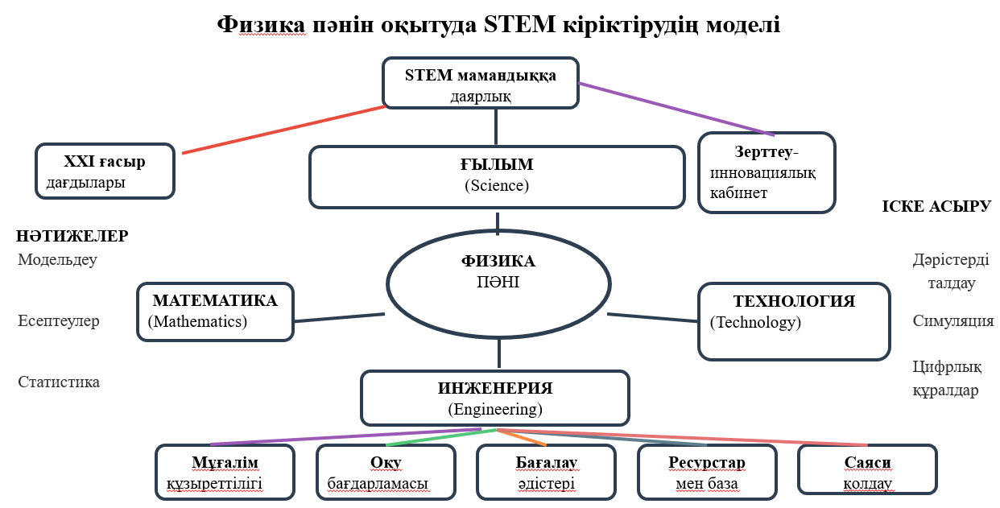 Физика пәнін оқытуда STEM кіріктірудің моделі
STEM мамандыққа
даярлық
XXI ғасыр
дағдылары
ҒЫЛЫМ
(Science)
Зерттеу-
инновациялық
кабинет
ІСКЕ АСЫРУ
НӘТИЖЕЛЕР
Модельдеу
Есептеулер
Статистика
ФИЗИКА
ПӘНІ
МАТЕМАТИКА
(Mathematics)
ТЕХНОЛОГИЯ
(Technology)
Дәрістерді
талдау
Симуляция
Цифрлық
құралдар
ИНЖЕНЕРИЯ
(Engineering)
Мұғалім
құзыреттілігі
Оқу
бағдарламасы
Бағалау
әдістері
Ресурстар
мен база
Саяси
қолдау